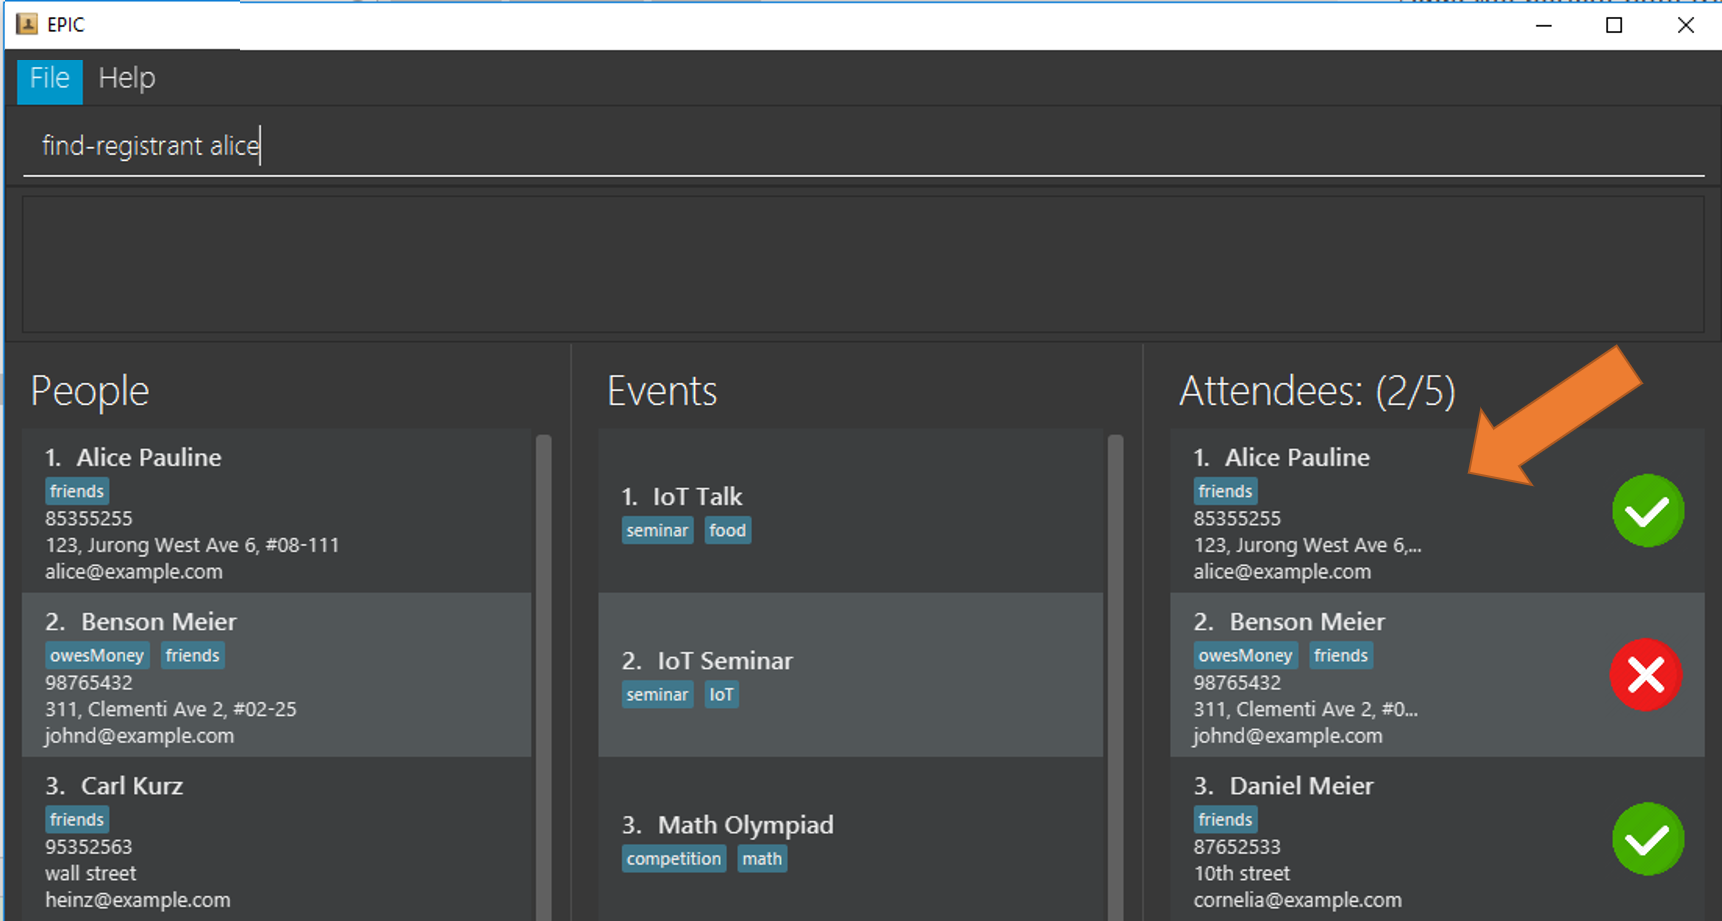 EPIC
File Help
find-registrant alice
People
1. Alice Pauline
friends
85355255
123, Jurong West Ave 6, #08-111
alice@example.com
2. Benson Meier
owesMoney friends
98765432
311, Clementi Ave 2, #02-25
johnd@example.com
3. Carl Kurz
friends
95352563
wall street
heinz@example.com
Events
1. IoT Talk
seminar food
2. IoT Seminar
seminar IoT
3. Math Olympiad
competition math
Attendees: (2/5)
1. Alice Pauline
friends
85355255
123, Jurong West Ave 6,...
alice@example.com
2. Benson Meier
owesMoney friends
98765432
311, Clementi Ave 2, #0...
johnd@example.com
3. Daniel Meier
friends
87652533
10th street
cornelia@example.com